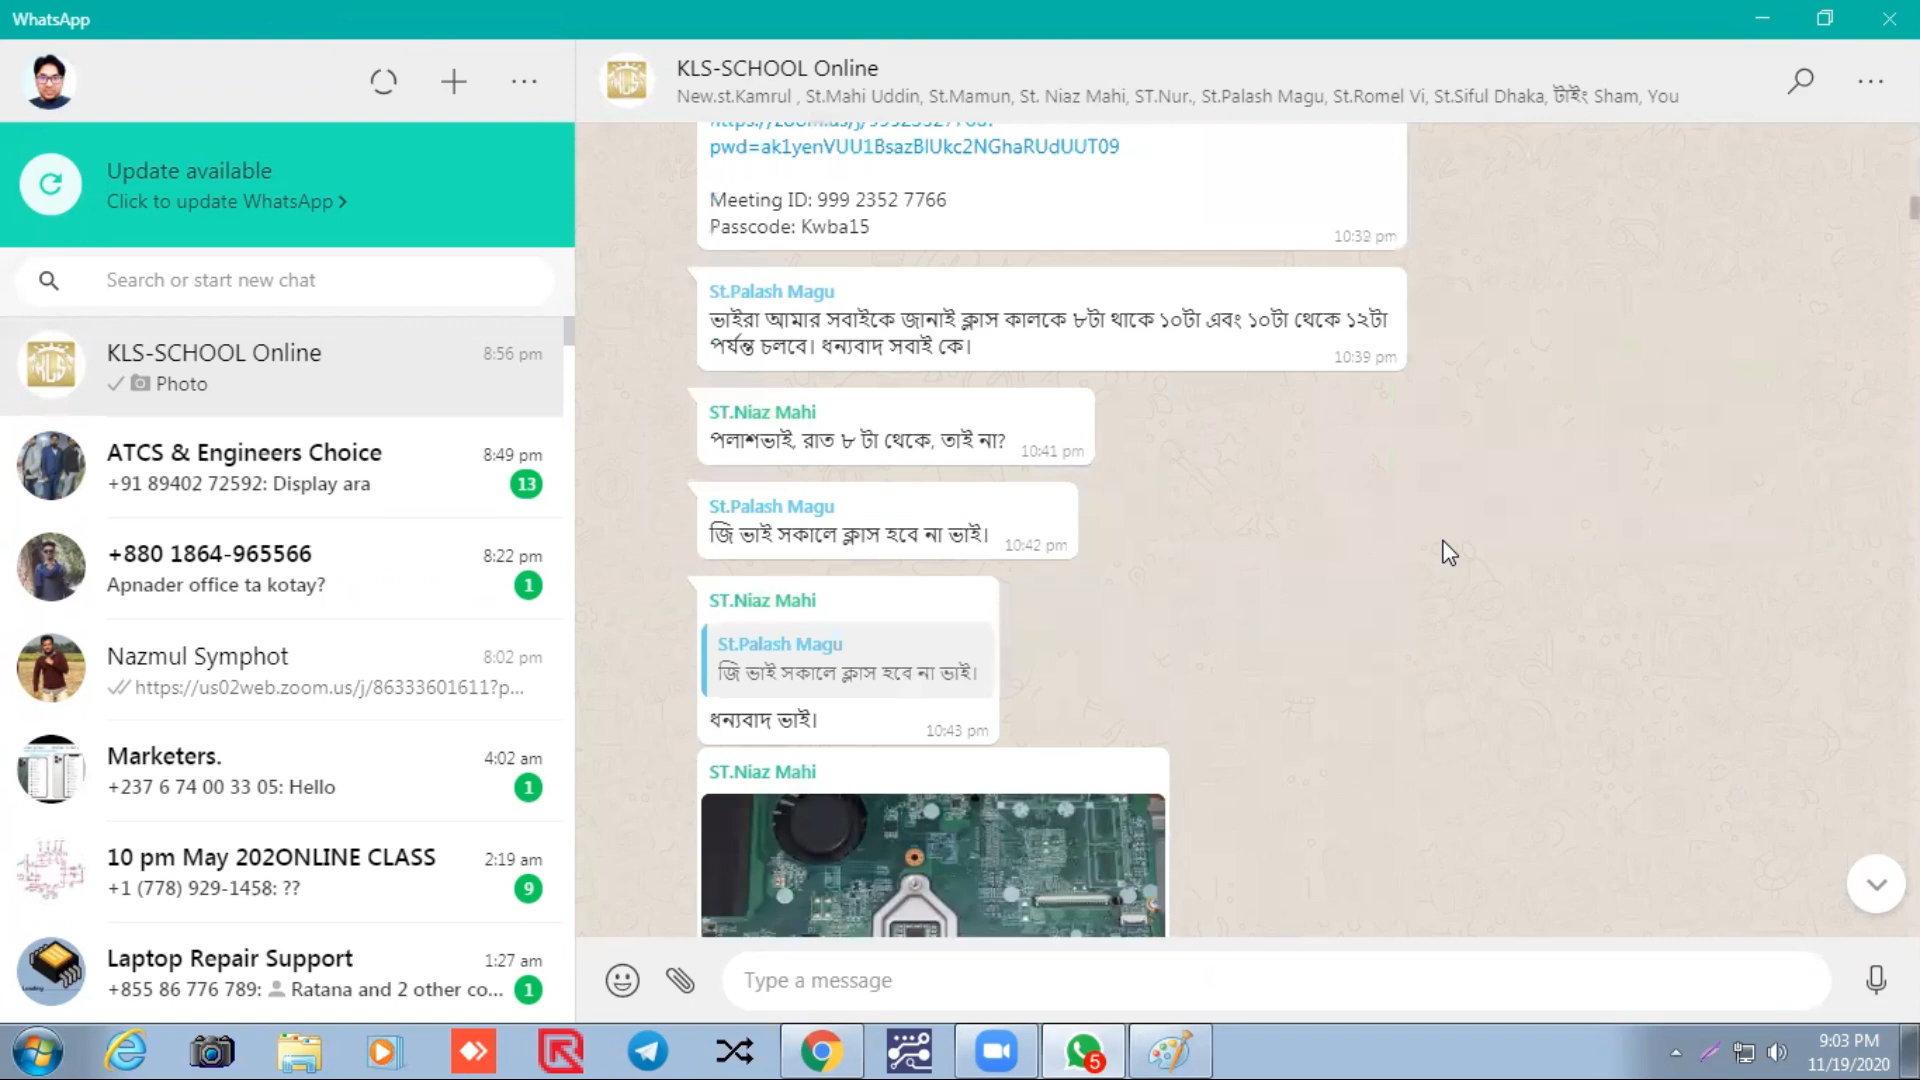 WhatsApp
Update available
Click to update WhatsApp
Search or start new chat
KLS-SCHOOL Online
8:56 pm
Photo
ATCS & Engineers Choice
8:49 pm
+91 89402 72592: Display ara
13
+880 1864-965566
8:22 pm
Apnader office ta kotay?
1
Nazmul Symphot
8:02 pm
https://us02web.zoom.us/j/86333601611?p...
Marketers.
4:02 am
+237 6 74 00 33 05: Hello
1
10 pm May 202ONLINE CLASS
2:19 am
+1 (778) 929-1458: ??
9
Laptop Repair Support
1:27 am
+855 86 776 789: Ratana and 2 other co...
1
KLS-SCHOOL Online
New.st.Kamrul , St.Mahi Uddin, St.Mamun, St. Niaz Mahi, ST.Nur., St.Palash Magu, St.Romel Vi, St.Siful Dhaka, টাইং Sham, You
pwd=ak1yenVUU1BsazBlUkc2NGhaRUdUUT09
Meeting ID: 999 2352 7766
Passcode: Kwba15
10:39 pm
St.Palash Magu
ভাইরা আমার সবাইকে জানাই ক্লাস কালকে ৮টা থাকে ১০টা এবং ১০টা থেকে ১২টা
পর্যন্ত চলবে। ধন্যবাদ সবাই কে।
10:39 pm
ST.Niaz Mahi
পলাশভাই, রাত ৮ টা থেকে, তাই না?
10:41 pm
St.Palash Magu
জি ভাই সকালে ক্লাস হবে না ভাই।
10:42 pm
ST.Niaz Mahi
St.Palash Magu
জি ভাই সকালে ক্লাস হবে না ভাই।
ধন্যবাদ ভাই।
10:43 pm
ST.Niaz Mahi
Type a message
5
9:03 PM
11/19/2020